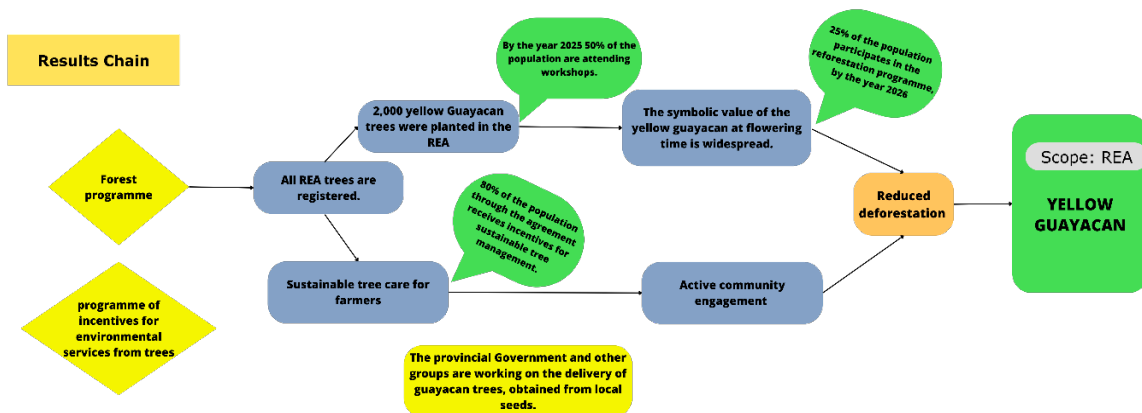 Results Chain
By the year 2025 50% of the
population are attending
workshops.
25% of the population
participates in the
reforestation programme,
by the year 2026
2,000 yellow Guayacan
trees were planted in the
REA
The symbolic value of the
yellow guayacan at flowering
time is widespread.
Scope: REA
YELLOW
GUAYACAN
Forest
programme
All REA trees are
registered.
Reduced
deforestation
80% of the population
through the agreement
receives incentives for
sustainable tree
management.
Sustainable tree care for
farmers
Active community
engagement
programme of
incentives for
environmental
services from trees
The provincial Government and other
groups are working on the delivery of
guayacan trees, obtained from local
seeds.